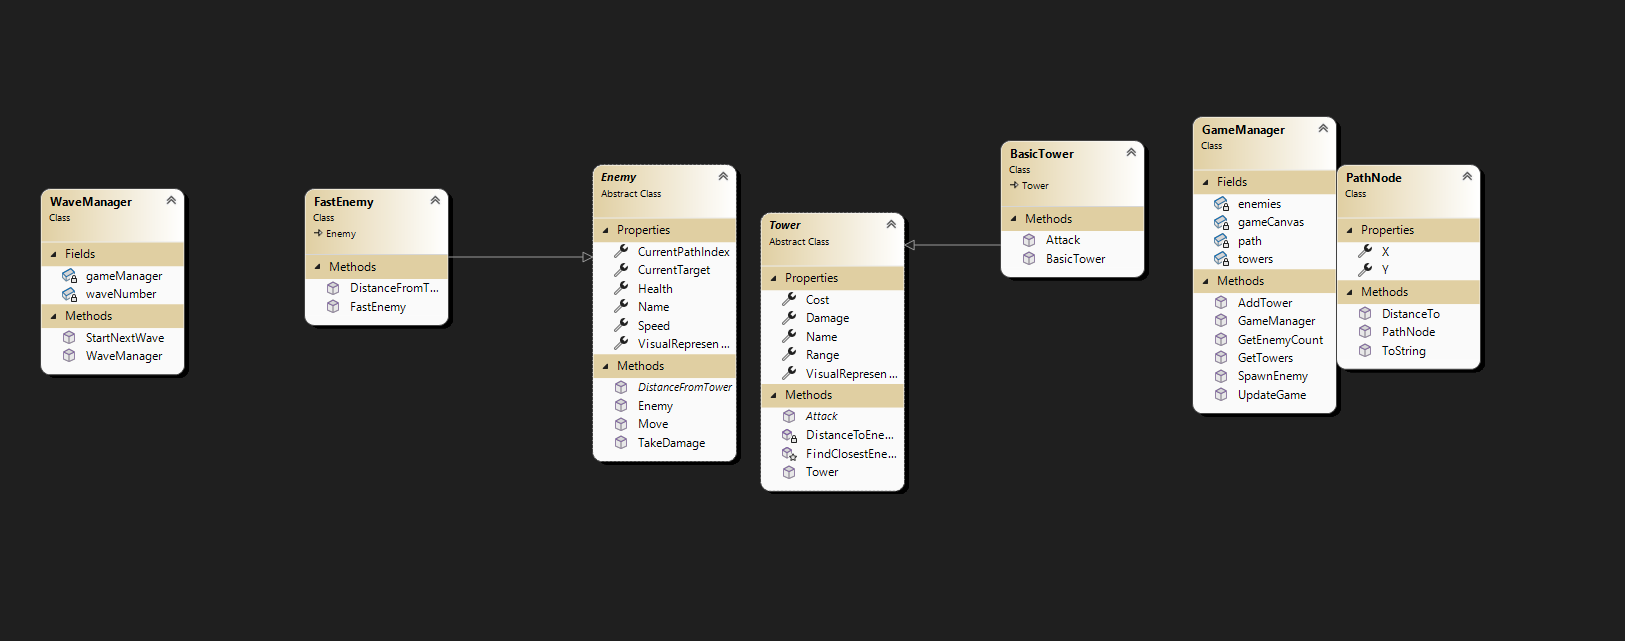 WaveManager
Class
Fields
gameManager
waveNumber
Methods
StartNextWave
WaveManager
FastEnemy
Class
Enemy
Methods
DistanceFromT...
FastEnemy
Enemy
Abstract Class
Properties
CurrentPathIndex
CurrentTarget
Health
Name
Speed
VisualRepresen...
Methods
DistanceFromTower
Enemy
Move
TakeDamage
Tower
Abstract Class
Properties
Cost
Damage
Name
Range
VisualRepresen...
Methods
Attack
DistanceToEne...
FindClosestEne...
Tower
BasicTower
Class
Tower
Methods
Attack
BasicTower
GameManager
Class
Fields
enemies
gameCanvas
path
towers
Methods
AddTower
GameManager
GetEnemyCount
GetTowers
SpawnEnemy
UpdateGame
PathNode
Class
Properties
X
Y
Methods
DistanceTo
PathNode
ToString